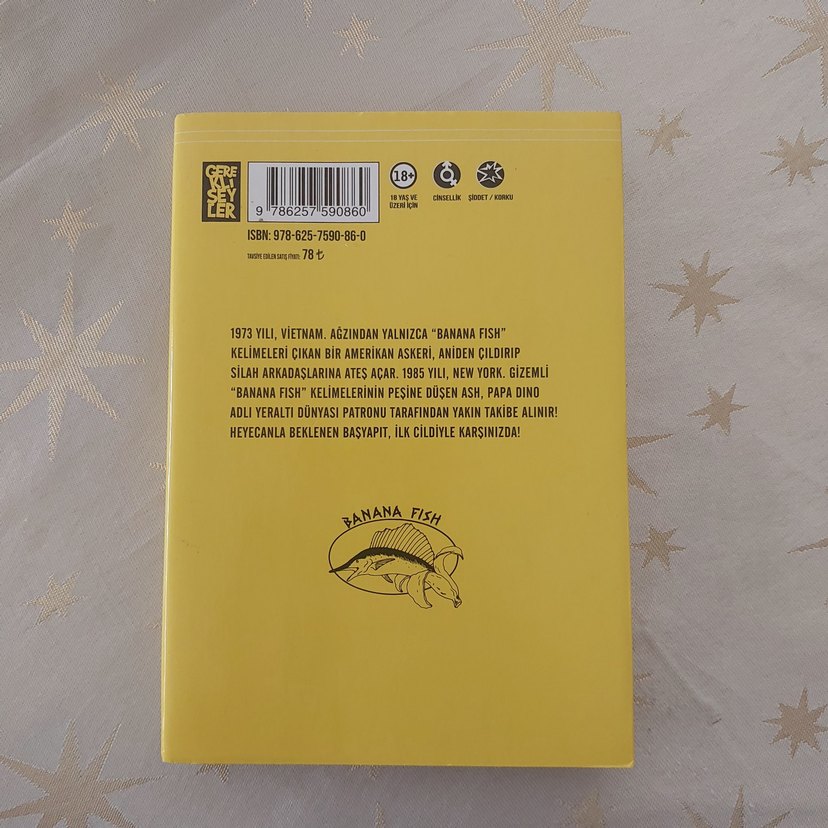 GERE
KLİ
ŞEY
LER
9 786257 590860
18+
18 YAŞ VE
ÜZERİ İÇİN
CİNSELLİK
ŞİDDET / KORKU
ISBN: 978-625-7590-86-0
TAVSİYE EDİLEN SATIŞ FİYATI: 78 ₺
1973 YILI, VİETNAM. AĞZINDAN YALNIZCA “BANANA FISH”
KELİMELERİ ÇIKAN BİR AMERİKAN ASKERİ, ANİDEN ÇILDIRIP
SİLAH ARKADAŞLARINA ATEŞ AÇAR. 1985 YILI, NEW YORK. GİZEMLİ
“BANANA FISH” KELİMELERİNİN PEŞİNE DÜŞEN ASH, PAPA DINO
ADLI YERALTI DÜNYASI PATRONU TARAFINDAN YAKIN TAKİBE ALINIR!
HEYECANLA BEKLENEN BAŞYAPIT, İLK CİLDİYLE KARŞINIZDA!
BANANA FISH